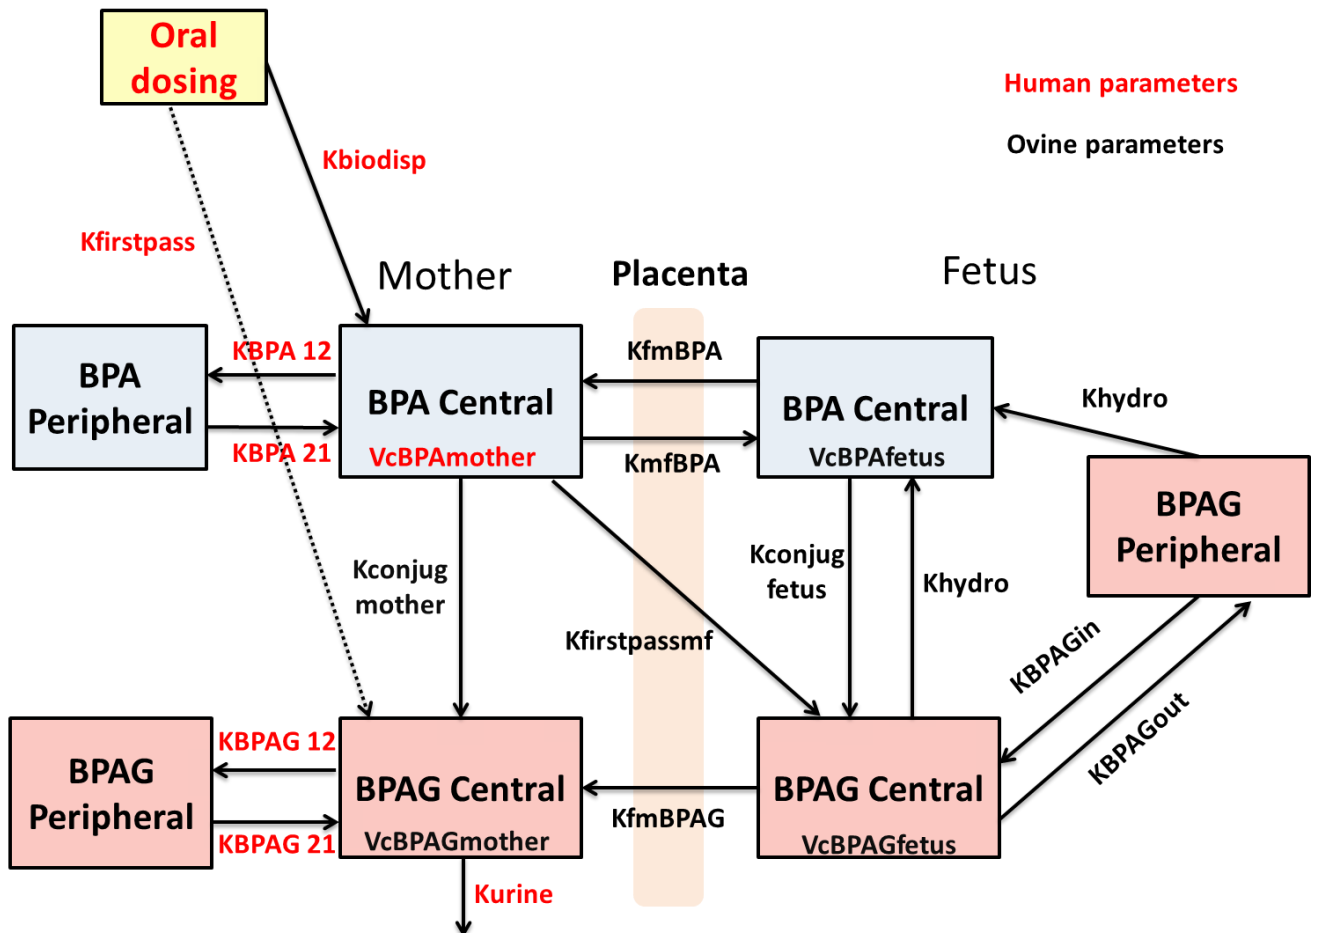 Oral
dosing
Human parameters
Ovine parameters
Kbiodisp
Kfirstpass
Mother
Placenta
Fetus
KBPA 12
KfmBPA
BPA
Peripheral
BPA Central
BPA Central
Khydro
KBPA 21
VcBPAmother
KmfBPA
VcBPAfetus
BPAG
Peripheral
Kconjug
mother
Kconjug
fetus
Khydro
Kfirstpassmf
KBPAGin
KBPAGout
KBPAG 12
BPAG
Peripheral
BPAG Central
BPAG Central
KfmBPAG
KBPAG 21
VcBPAGmother
VcBPAGfetus
Kurine